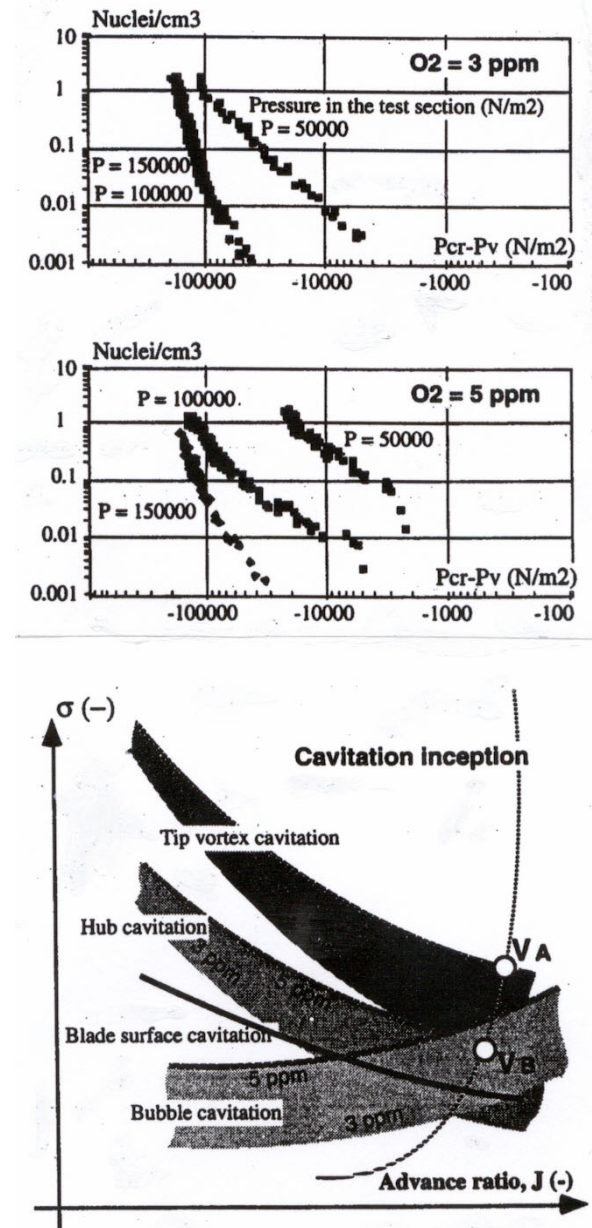 Nuclei/cm3
10
O2 = 3 ppm
1
Pressure in the test section (N/m2)
P = 50000
0.1
P = 150000
P = 100000
0.01
Pcr-Pv (N/m2)
0.001
-100000 -10000 -1000 -100
Nuclei/cm3
10
P = 100000
O2 = 5 ppm
1
P = 50000
0.1
P = 150000
0.01
Pcr-Pv (N/m2)
0.001
-100000 -10000 -1000 -100
σ (–)
Cavitation inception
Tip vortex cavitation
Hub cavitation
3 ppm
5 ppm
VA
Blade surface cavitation
VB
5 ppm
Bubble cavitation
3 ppm
Advance ratio, J (-)